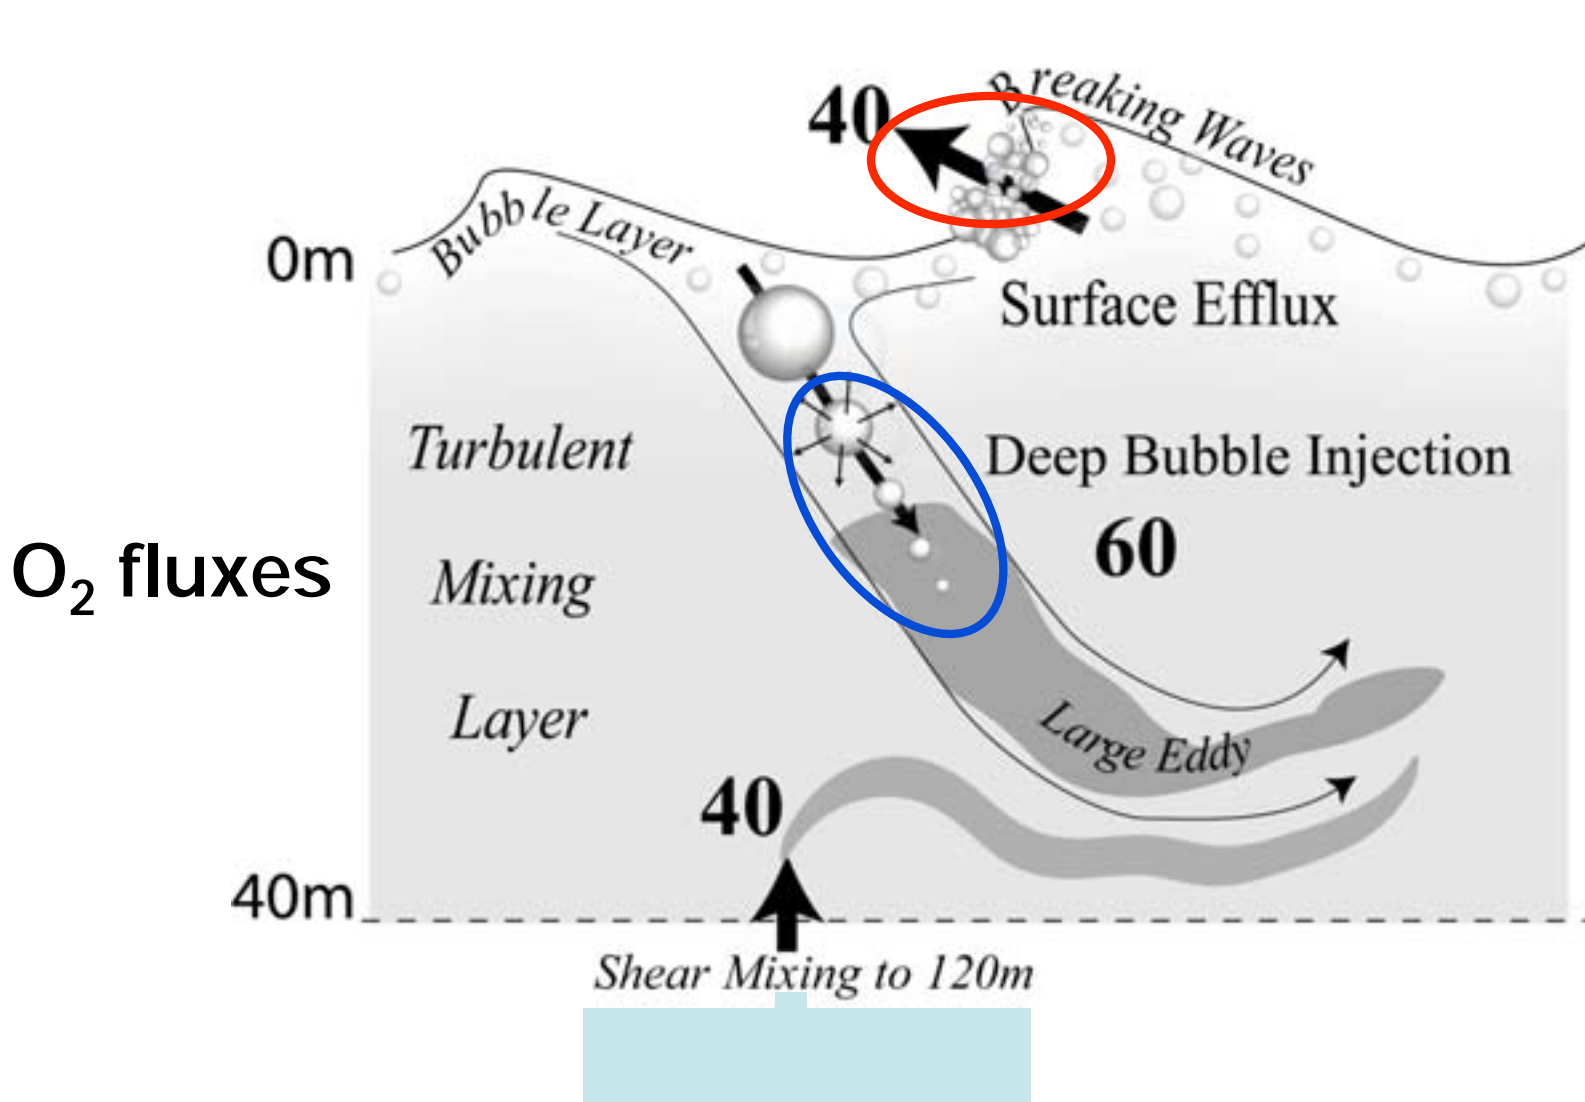 Breaking Waves
40
Bubble Layer
0m
Surface Efflux
Turbulent
Deep Bubble Injection
60
O₂ fluxes
Mixing
Layer
Large Eddy
40
40m
Shear Mixing to 120m